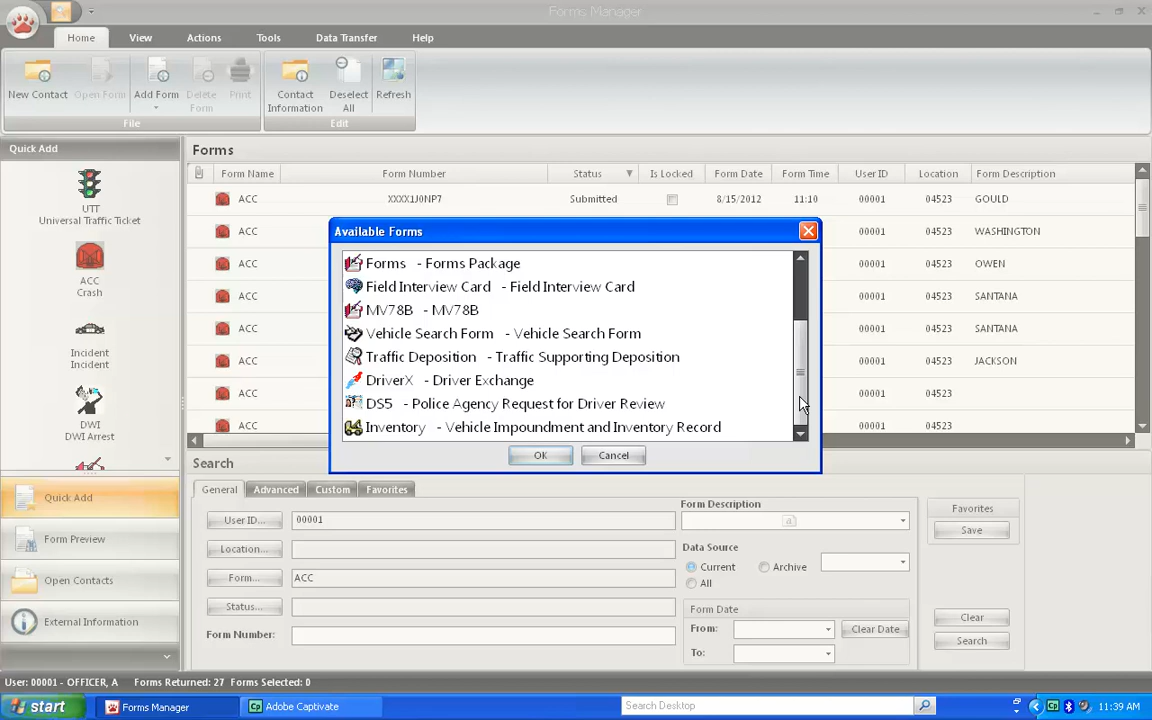 Forms Manager
Home View Actions Tools Data Transfer Help
New Contact Open Form Add Form Delete Form Print Contact Information Deselect All Refresh
File Edit
Quick Add
UTT
Universal Traffic Ticket
ACC
Crash
Incident
Incident
DWI
DWI Arrest
Quick Add
Form Preview
Open Contacts
External Information
Forms
Form Name Form Number Status Is Locked Form Date Form Time User ID Location Form Description
ACC XXXX1J0NP7 Submitted 8/15/2012 11:10 00001 04523 GOULD
ACC 00001 04523 WASHINGTON
ACC 00001 04523 OWEN
ACC 00001 04523 SANTANA
ACC 00001 04523 SANTANA
ACC 00001 04523 JACKSON
ACC 00001 04523
ACC 00001 04523
Available Forms
Forms - Forms Package
Field Interview Card - Field Interview Card
MV78B - MV78B
Vehicle Search Form - Vehicle Search Form
Traffic Deposition - Traffic Supporting Deposition
DriverX - Driver Exchange
DS5 - Police Agency Request for Driver Review
Inventory - Vehicle Impoundment and Inventory Record
OK Cancel
Search
General Advanced Custom Favorites
User ID... 00001
Location...
Form... ACC
Status...
Form Number:
Form Description
a
Data Source
Current Archive
All
Form Date
From: Clear Date
To:
Favorites
Save
Clear
Search
User: 00001 - OFFICER, A Forms Returned: 27 Forms Selected: 0
start Forms Manager Cp Adobe Captivate Search Desktop Cp 11:39 AM